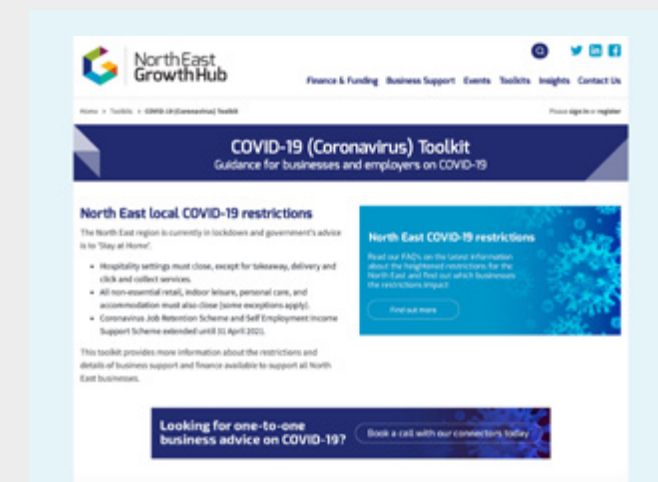 NorthEast
GrowthHub
Finance & Funding Business Support Events Toolkits Insights Contact Us
Home > Toolkits > COVID-19 (Coronavirus) Toolkit
Please sign in or register
COVID-19 (Coronavirus) Toolkit
Guidance for businesses and employers on COVID-19
North East local COVID-19 restrictions
The North East region is currently in lockdown and government's advice
is to 'Stay at Home'.
• Hospitality settings must close, except for takeaway, delivery and
click and collect services.
• All non-essential retail, indoor leisure, personal care, and
accommodation must also close (some exceptions apply).
• Coronavirus Job Retention Scheme and Self Employment Income
Support Scheme extended until 31 April 2021.
This toolkit provides more information about the restrictions and
details of business support and finance available to support all North
East businesses.
North East COVID-19 restrictions
Read our FAQ's on the latest information
about the heightened restrictions for the
North East and find out which businesses
the restrictions impact
Find out more
Looking for one-to-one
business advice on COVID-19?
Book a call with our connectors today